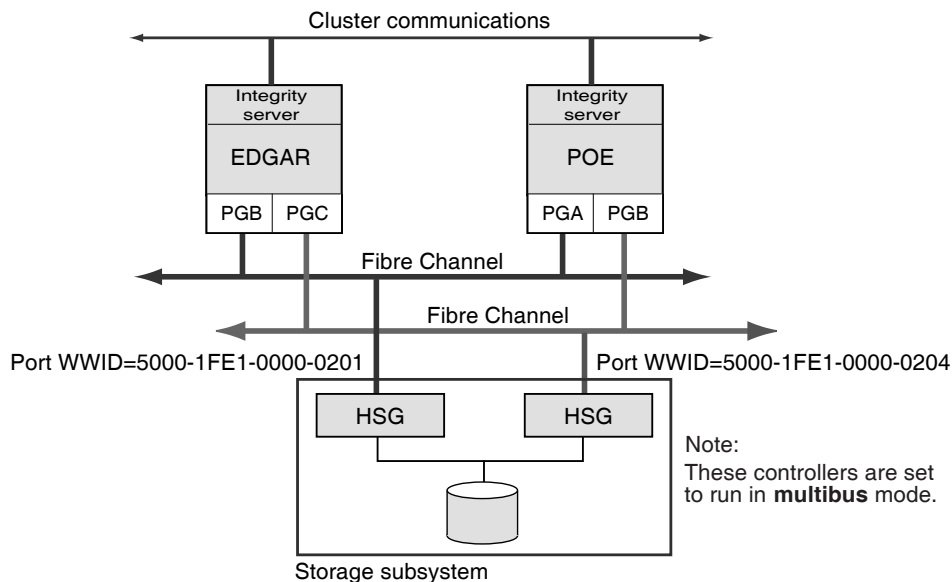 Cluster communications
Integrity
server
EDGAR
PGB PGC
Integrity
server
POE
PGA PGB
Fibre Channel
Fibre Channel
Port WWID=5000-1FE1-0000-0201
Port WWID=5000-1FE1-0000-0204
HSG
HSG
Note:
These controllers are set
to run in multibus mode.
Storage subsystem